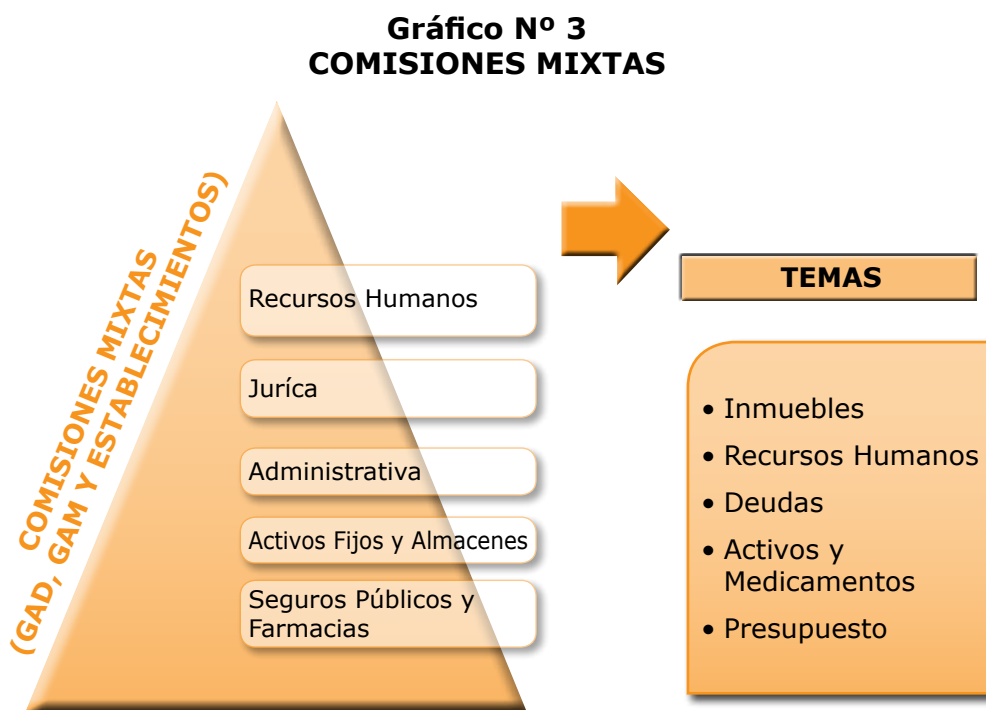 Gráfico Nº 3
COMISIONES MIXTAS
COMISIONES MIXTAS
(GAD, GAM Y ESTABLECIMIENTOS)
Recursos Humanos
Juríca
Administrativa
Activos Fijos y Almacenes
Seguros Públicos y
Farmacias
TEMAS
• Inmuebles
• Recursos Humanos
• Deudas
• Activos y
Medicamentos
• Presupuesto